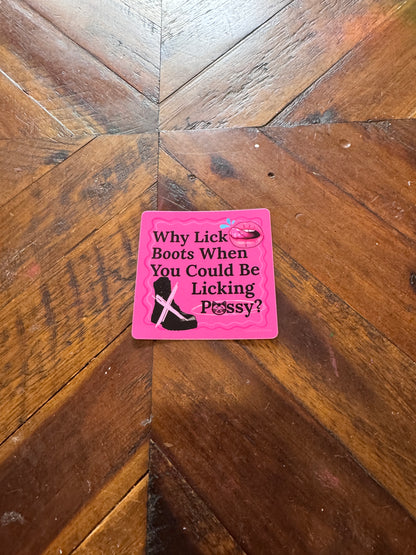 Why Lick
Boots When
You Could Be
Licking
P🐱ssy?